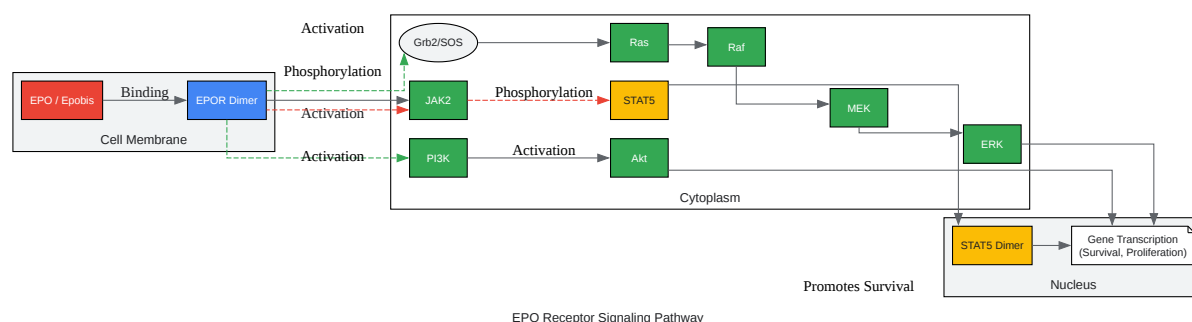 Activation
Grb2/SOS
Ras
Raf
Phosphorylation
EPO / Epobis
Binding
EPOR Dimer
JAK2
Phosphorylation
STAT5
MEK
Activation
Cell Membrane
ERK
Activation
PI3K
Activation
Akt
Cytoplasm
STAT5 Dimer
Gene Transcription
(Survival, Proliferation)
Promotes Survival
Nucleus
EPO Receptor Signaling Pathway